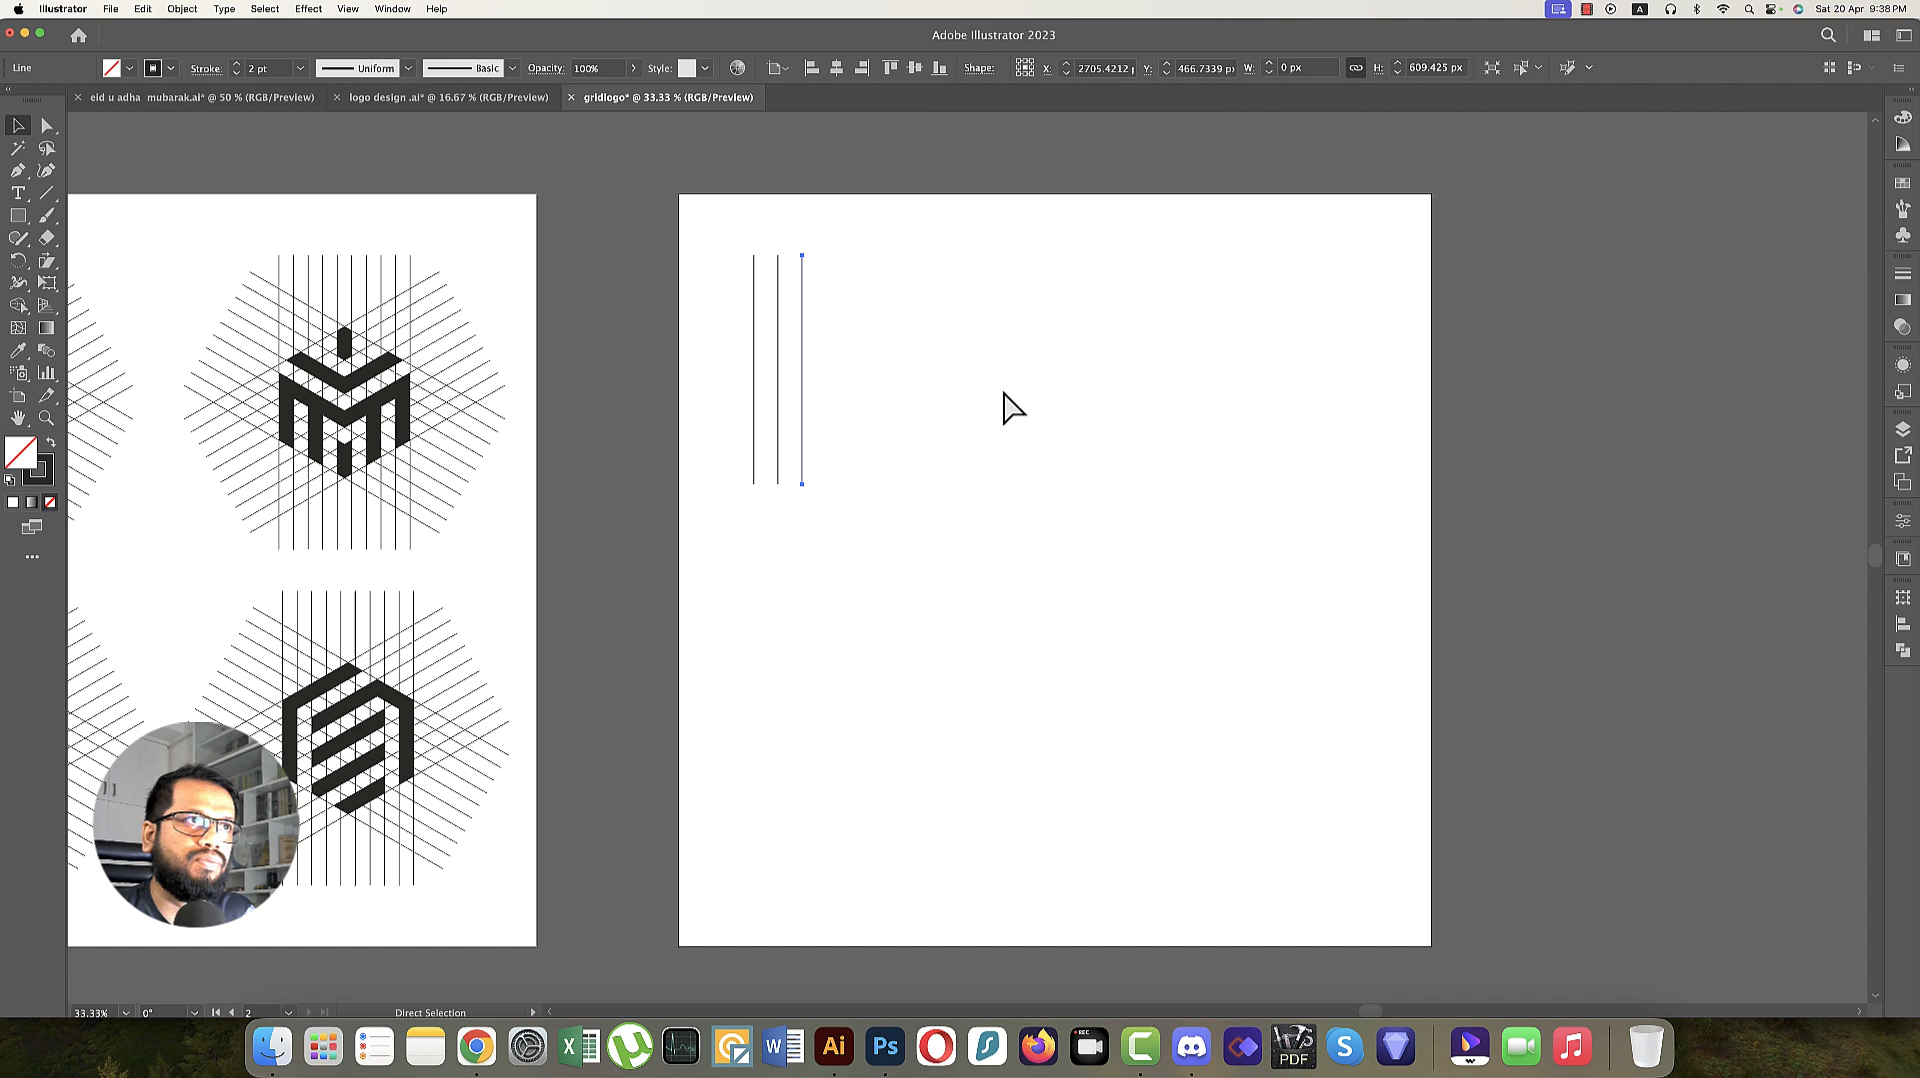 Illustrator File Edit Object Type Select Effect View Window Help
A
Sat 20 Apr 9:38 PM
Adobe Illustrator 2023
Line
Stroke: 2 pt
Uniform
Basic
Opacity: 100%
Style:
Shape:
X: 2705.4212 p
Y: 466.7339 px
W: 0 px
H: 609.425 px
eid u adha mubarak.ai* @ 50 % (RGB/Preview)
logo design .ai* @ 16.67 % (RGB/Preview)
gridlogo* @ 33.33 % (RGB/Preview)
T
33.33%
0°
2
Direct Selection
X
W
Ai
Ps
REC
C
PDF
S
W